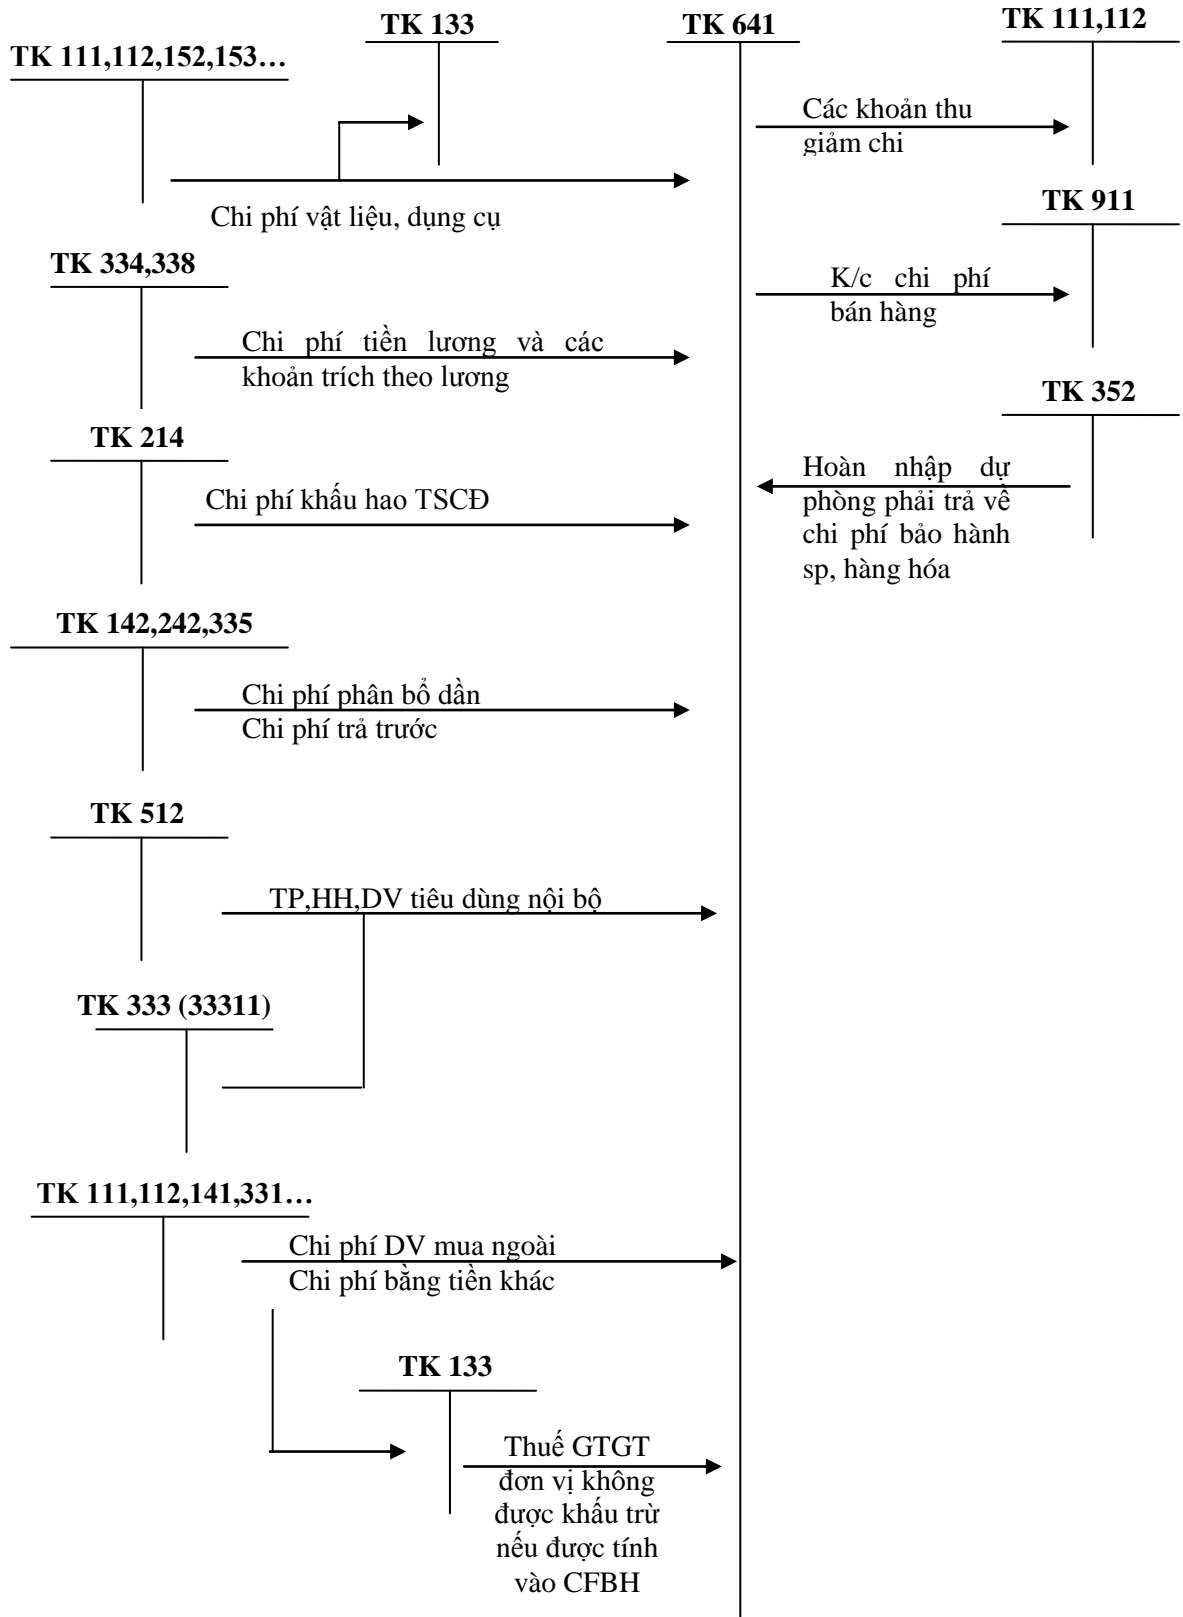 TK 133
TK 641
TK 111,112
TK 111,112,152,153…
Các khoản thu
giảm chi
Chi phí vật liệu, dụng cụ
TK 911
TK 334,338
K/c chi phí
bán hàng
Chi phí tiền lương và các
khoản trích theo lương
TK 352
TK 214
Chi phí khấu hao TSCĐ
Hoàn nhập dự
phòng phải trả về
chi phí bảo hành
sp, hàng hóa
TK 142,242,335
Chi phí phân bổ dần
Chi phí trả trước
TK 512
TP,HH,DV tiêu dùng nội bộ
TK 333 (33311)
TK 111,112,141,331…
Chi phí DV mua ngoài
Chi phí bằng tiền khác
TK 133
Thuế GTGT
đơn vị không
được khấu trừ
nếu được tính
vào CFBH